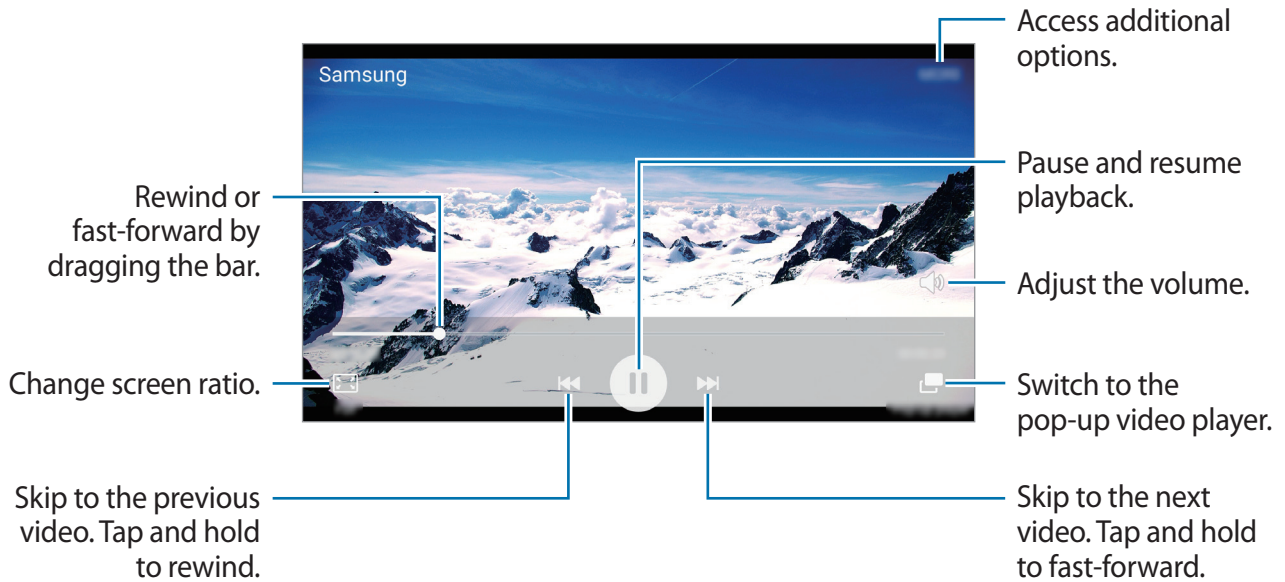 Access additional
options.
Samsung
Pause and resume
playback.
Rewind or
fast-forward by
dragging the bar.
Adjust the volume.
Change screen ratio.
Switch to the
pop-up video player.
Skip to the previous
video. Tap and hold
to rewind.
Skip to the next
video. Tap and hold
to fast-forward.